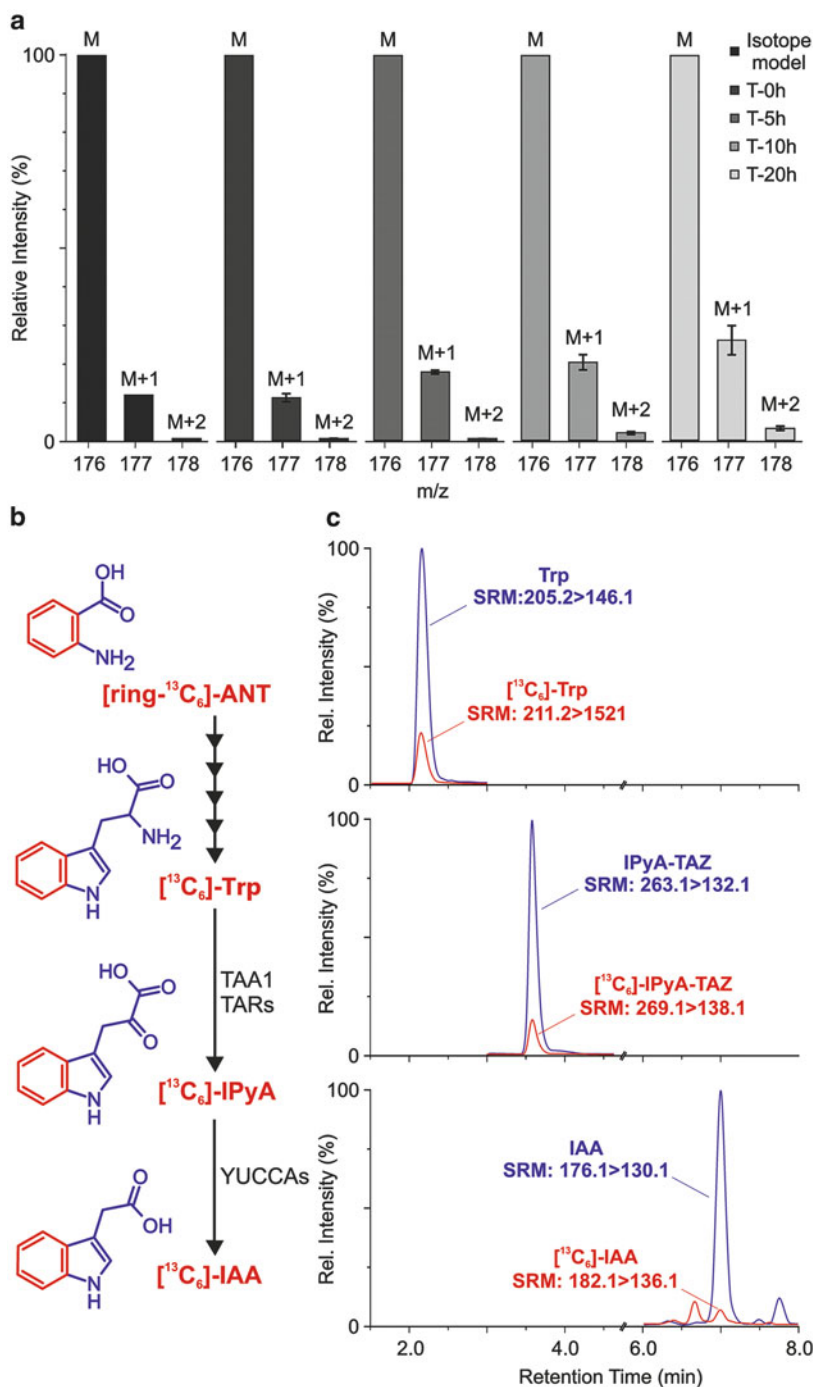 a
M
M
M
M
M
Isotope
model
T-0h
T-5h
T-10h
T-20h
100
Relative Intensity (%)
M+1
M+2
M+1
M+2
M+1
M+2
M+1
M+2
M+1
M+2
0
176 177 178 176 177 178 176 177 178 176 177 178 176 177 178
m/z
b
OH
O
NH2
[ring-13C6]-ANT
HO
O
NH2
N
H
[13C6]-Trp
TAA1
TARs
HO
O
O
N
H
[13C6]-IPyA
YUCCAs
O
OH
N
H
[13C6]-IAA
c
100
Rel. Intensity (%)
0
Trp
SRM:205.2>146.1
[13C6]-Trp
SRM: 211.2>1521
100
Rel. Intensity (%)
0
IPyA-TAZ
SRM: 263.1>132.1
[13C6]-IPyA-TAZ
SRM: 269.1>138.1
100
Rel. Intensity (%)
0
IAA
SRM: 176.1>130.1
[13C6]-IAA
SRM: 182.1>136.1
2.0 4.0 6.0 8.0
Retention Time (min)